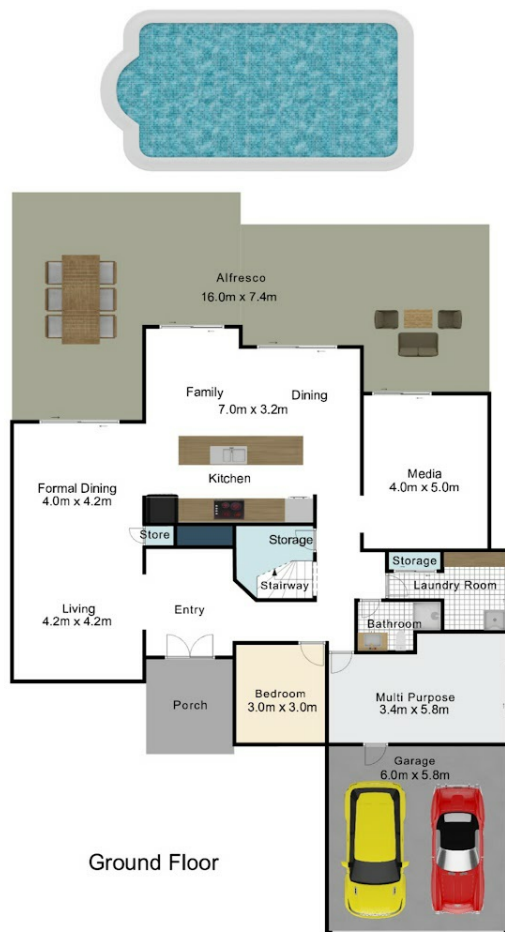 Alfresco
16.0m x 7.4m
Family
Dining
7.0m x 3.2m
Kitchen
Formal Dining
4.0m x 4.2m
Media
4.0m x 5.0m
Store
Storage
Storage
Stairway
Laundry Room
Living
4.2m x 4.2m
Entry
Bathroom
Porch
Bedroom
3.0m x 3.0m
Multi Purpose
3.4m x 5.8m
Garage
6.0m x 5.8m
Ground Floor